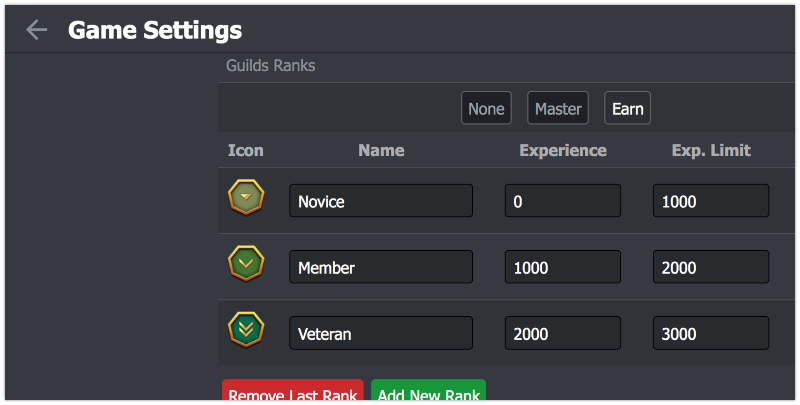 Game Settings
Guilds Ranks
None Master Earn
Icon Name Experience Exp. Limit
Novice 0 1000
Member 1000 2000
Veteran 2000 3000
Remove Last Rank Add New Rank